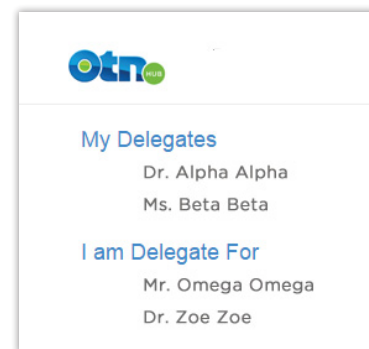 otn HUB
My Delegates
Dr. Alpha Alpha
Ms. Beta Beta
I am Delegate For
Mr. Omega Omega
Dr. Zoe Zoe